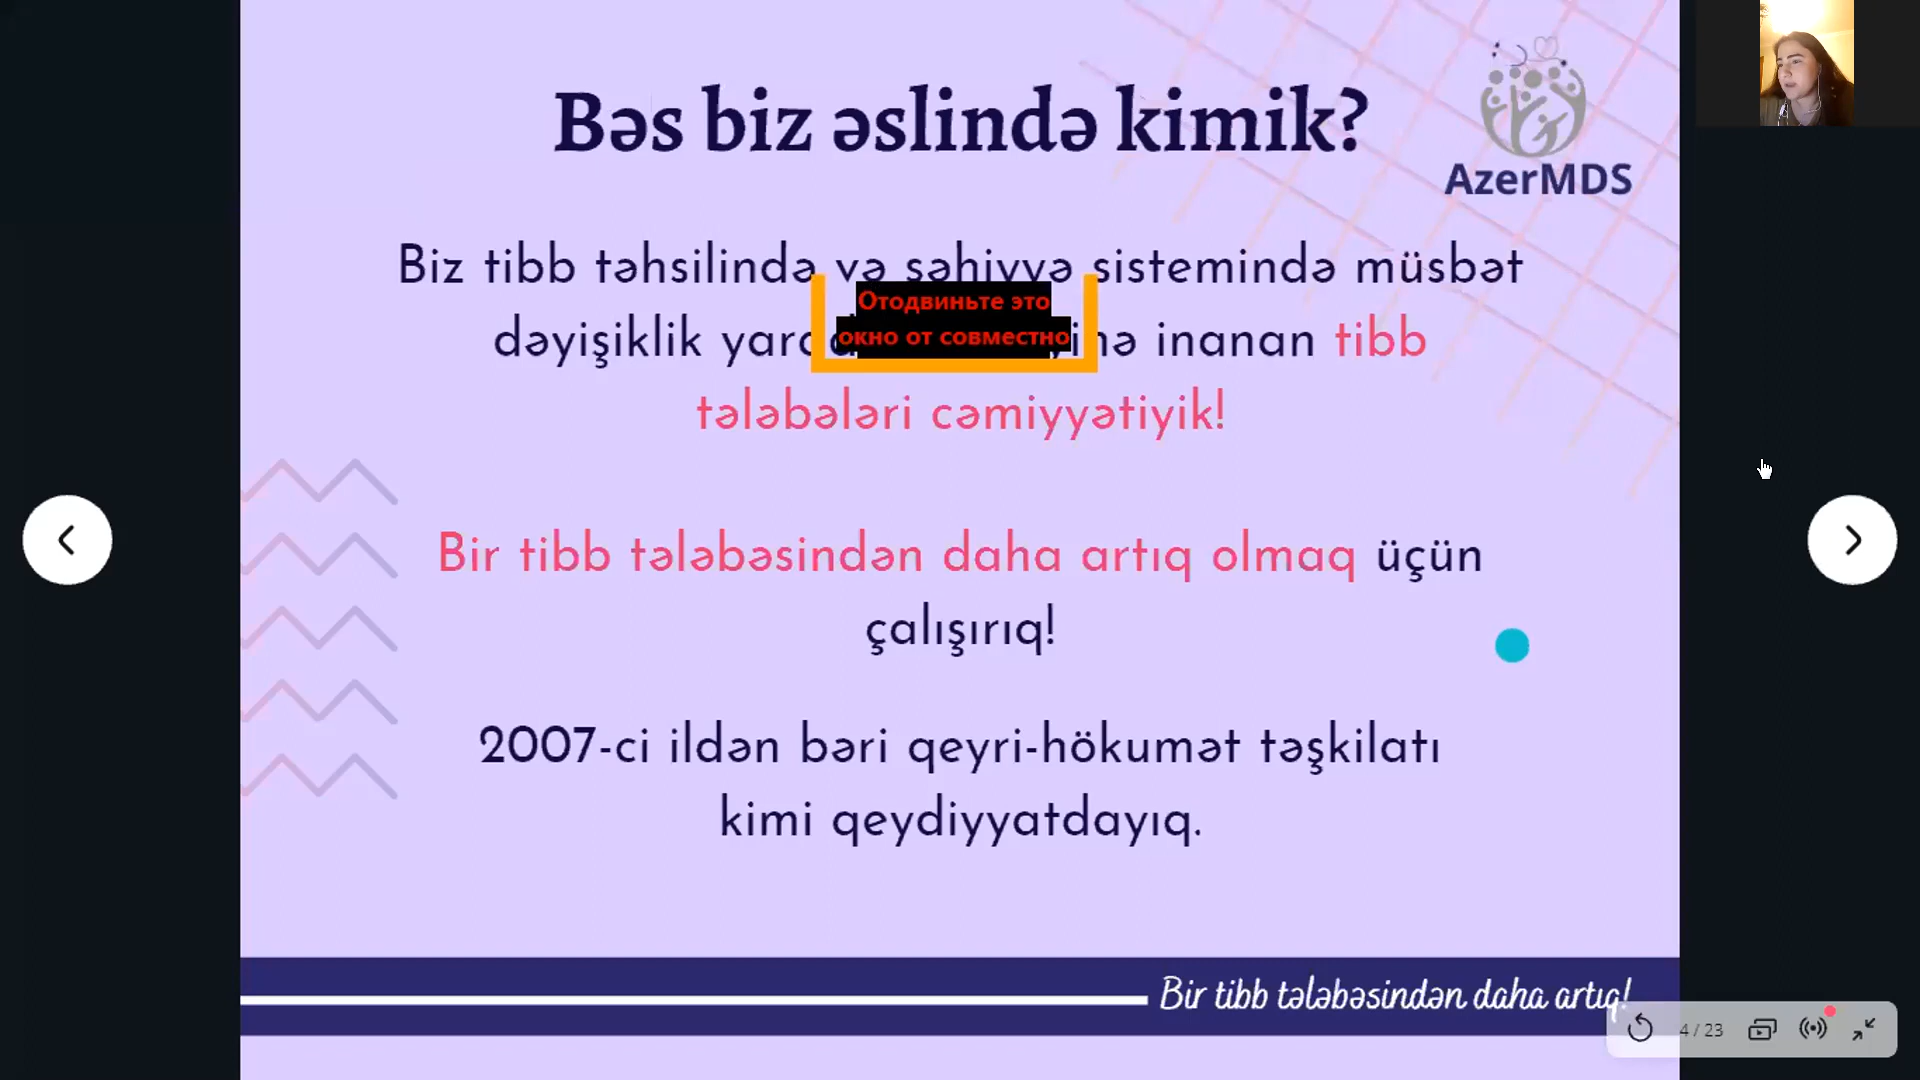 Bəs biz əslində kimik?
AzerMDS
Biz tibb təhsilində və səhiyyə sistemində müsbət
Отодвиньте это
окно от совместно
dəyişiklik inanan tibb
tələbələri cəmiyyətiyik!
Bir tibb tələbəsindən daha artıq olmaq üçün
çalışırıq!
2007-ci ildən bəri qeyri-hökumət təşkilatı
kimi qeydiyyatdayıq.
Bir tibb tələbəsindən daha artıq!
4 / 23